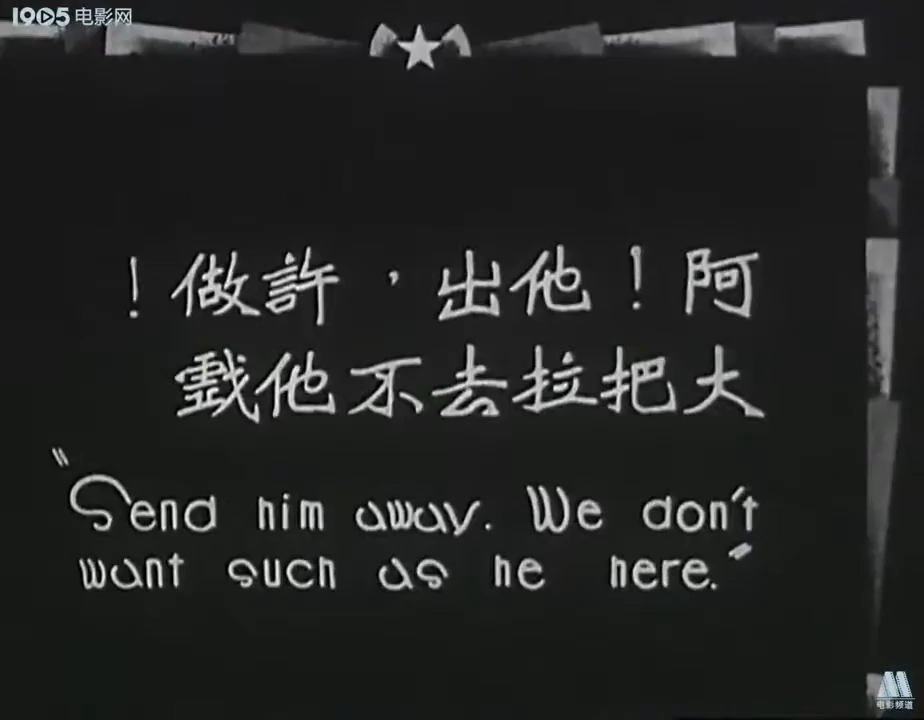 1905电影网
阿大
！把
他拉
出去
，不
許他
做戲
！
"Send him away. We don't
want such as he here."
电影频道